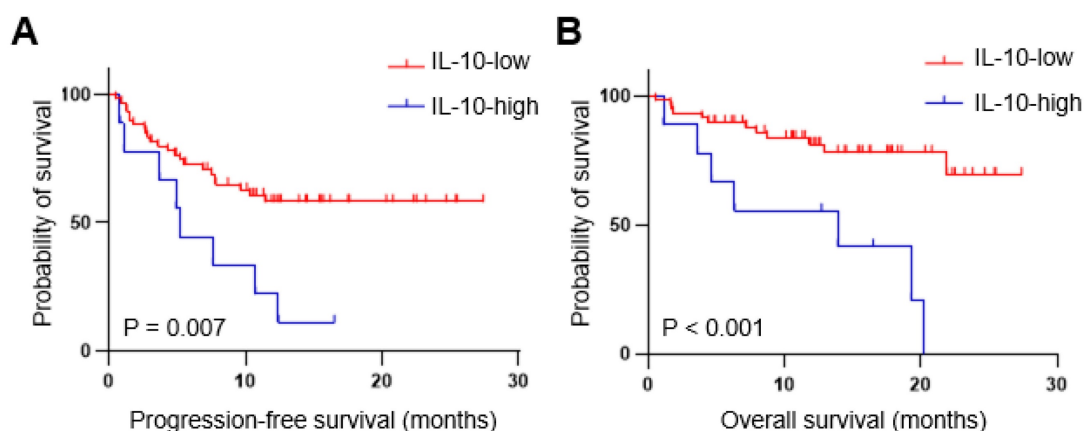 A
Probability of survival
100
50
0
IL-10-low
IL-10-high
P = 0.007
0 10 20 30
Progression-free survival (months)
B
Probability of survival
100
50
0
IL-10-low
IL-10-high
P < 0.001
0 10 20 30
Overall survival (months)